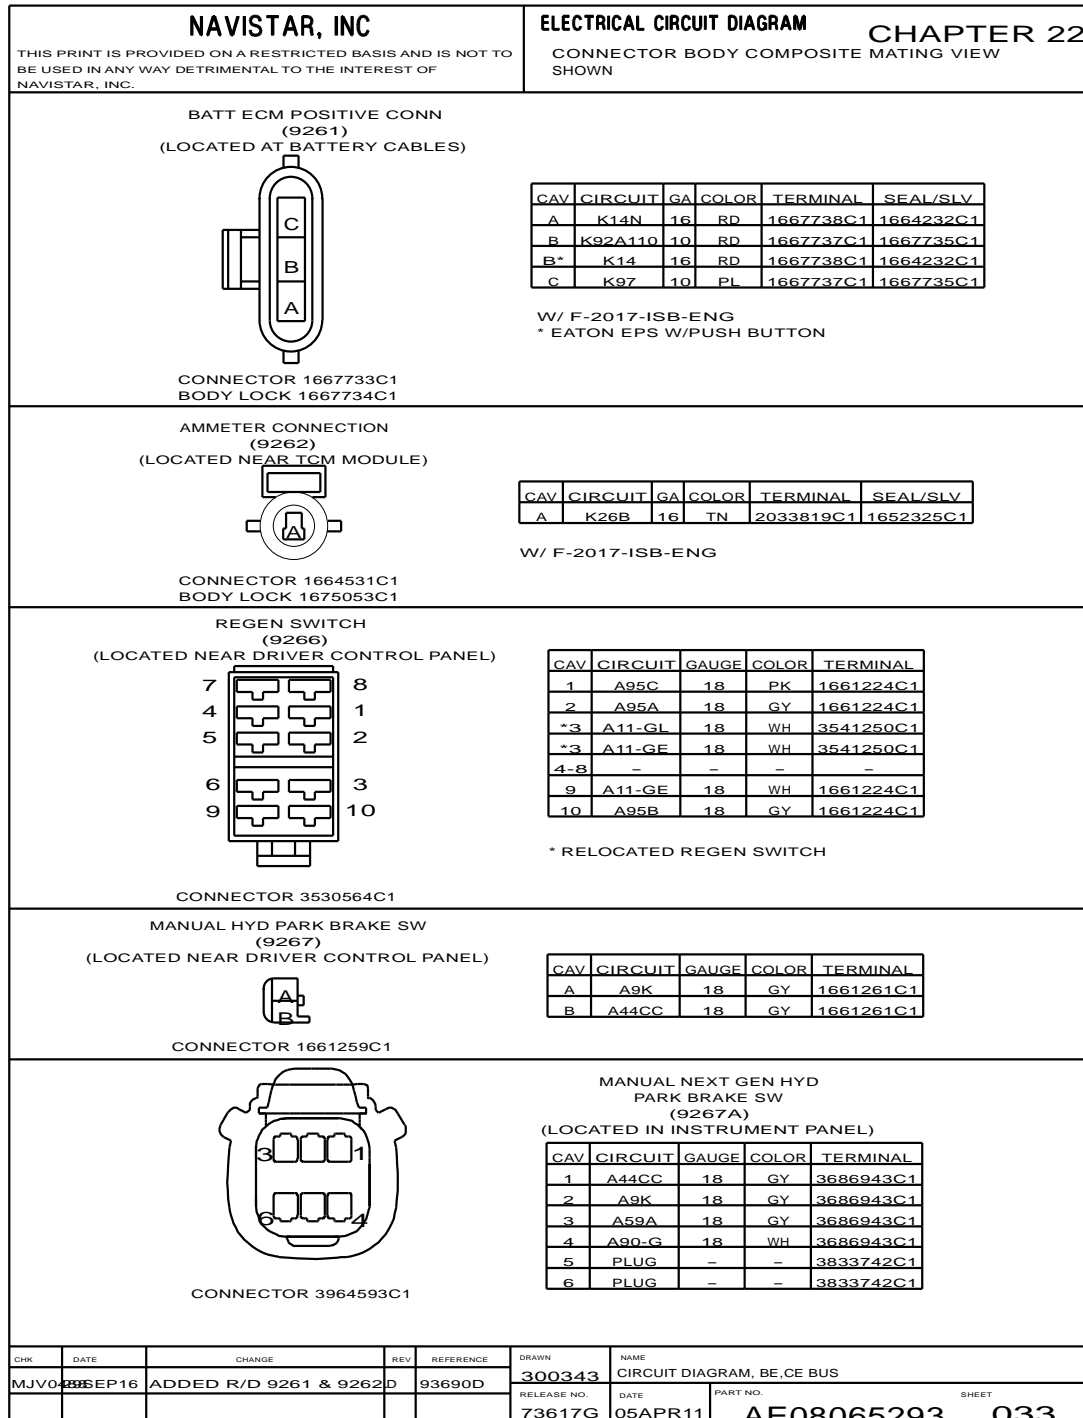 NAVISTAR, INC
THIS PRINT IS PROVIDED ON A RESTRICTED BASIS AND IS NOT TO
BE USED IN ANY WAY DETRIMENTAL TO THE INTEREST OF
NAVISTAR, INC.
ELECTRICAL CIRCUIT DIAGRAM
CHAPTER 22
CONNECTOR BODY COMPOSITE MATING VIEW
SHOWN
BATT ECM POSITIVE CONN
(9261)
(LOCATED AT BATTERY CABLES)
C
B
A
CONNECTOR 1667733C1
BODY LOCK 1667734C1
CAV CIRCUIT GA COLOR TERMINAL SEAL/SLV
A K14N 16 RD 1667738C1 1664232C1
B K92A110 10 RD 1667737C1 1667735C1
B* K14 16 RD 1667738C1 1664232C1
C K97 10 PL 1667737C1 1667735C1
W/ F-2017-ISB-ENG
* EATON EPS W/PUSH BUTTON
AMMETER CONNECTION
(9262)
(LOCATED NEAR TCM MODULE)
A
CONNECTOR 1664531C1
BODY LOCK 1675053C1
CAV CIRCUIT GA COLOR TERMINAL SEAL/SLV
A K26B 16 TN 2033819C1 1652325C1
W/ F-2017-ISB-ENG
REGEN SWITCH
(9266)
(LOCATED NEAR DRIVER CONTROL PANEL)
7 8
4 1
5 2
6 3
9 10
CONNECTOR 3530564C1
CAV CIRCUIT GAUGE COLOR TERMINAL
1 A95C 18 PK 1661224C1
2 A95A 18 GY 1661224C1
*3 A11-GL 18 WH 3541250C1
*3 A11-GE 18 WH 3541250C1
4-8 – – – –
9 A11-GE 18 WH 1661224C1
10 A95B 18 GY 1661224C1
* RELOCATED REGEN SWITCH
MANUAL HYD PARK BRAKE SW
(9267)
(LOCATED NEAR DRIVER CONTROL PANEL)
A
B
CONNECTOR 1661259C1
CAV CIRCUIT GAUGE COLOR TERMINAL
A A9K 18 GY 1661261C1
B A44CC 18 GY 1661261C1
3 1
6 4
CONNECTOR 3964593C1
MANUAL NEXT GEN HYD
PARK BRAKE SW
(9267A)
(LOCATED IN INSTRUMENT PANEL)
CAV CIRCUIT GAUGE COLOR TERMINAL
1 A44CC 18 GY 3686943C1
2 A9K 18 GY 3686943C1
3 A59A 18 GY 3686943C1
4 A90-G 18 WH 3686943C1
5 PLUG – – 3833742C1
6 PLUG – – 3833742C1
CHK DATE CHANGE REV REFERENCE
ADDED R/D 9261 & 9262 D 93690D
DRAWN
300343
NAME
CIRCUIT DIAGRAM, BE,CE BUS
RELEASE NO.
73617G
DATE
05APR11
PART NO.
AE08065293
SHEET
033